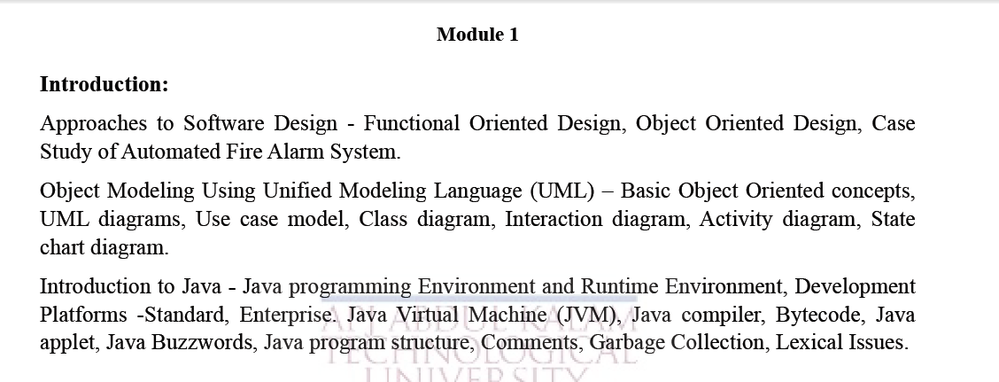 Module 1
Introduction:
Approaches to Software Design - Functional Oriented Design, Object Oriented Design, Case
Study of Automated Fire Alarm System.
Object Modeling Using Unified Modeling Language (UML) – Basic Object Oriented concepts,
UML diagrams, Use case model, Class diagram, Interaction diagram, Activity diagram, State
chart diagram.
Introduction to Java - Java programming Environment and Runtime Environment, Development
Platforms -Standard, Enterprise. Java Virtual Machine (JVM), Java compiler, Bytecode, Java
applet, Java Buzzwords, Java program structure, Comments, Garbage Collection, Lexical Issues.
APJ ABDUL KALAM
TECHNOLOGICAL
UNIVERSITY